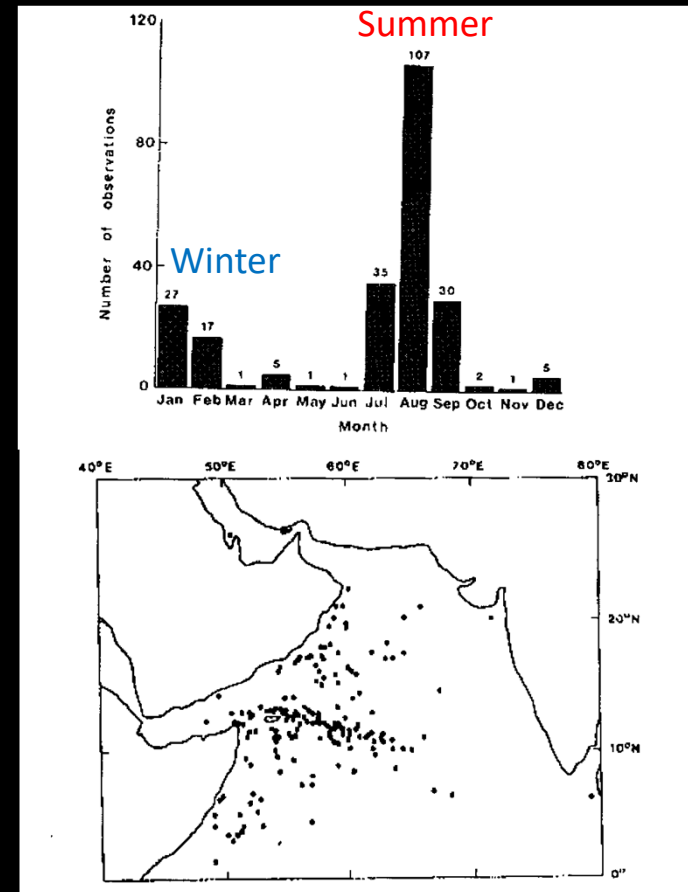 Summer
120
107
80
Number of observations
Winter
40
35
30
27
17
1
5
1
1
2
1
5
0
Jan Feb Mar Apr May Jun Jul Aug Sep Oct Nov Dec
Month
40°E 50°E 60°E 70°E 80°E
30°N
20°N
10°N
0°